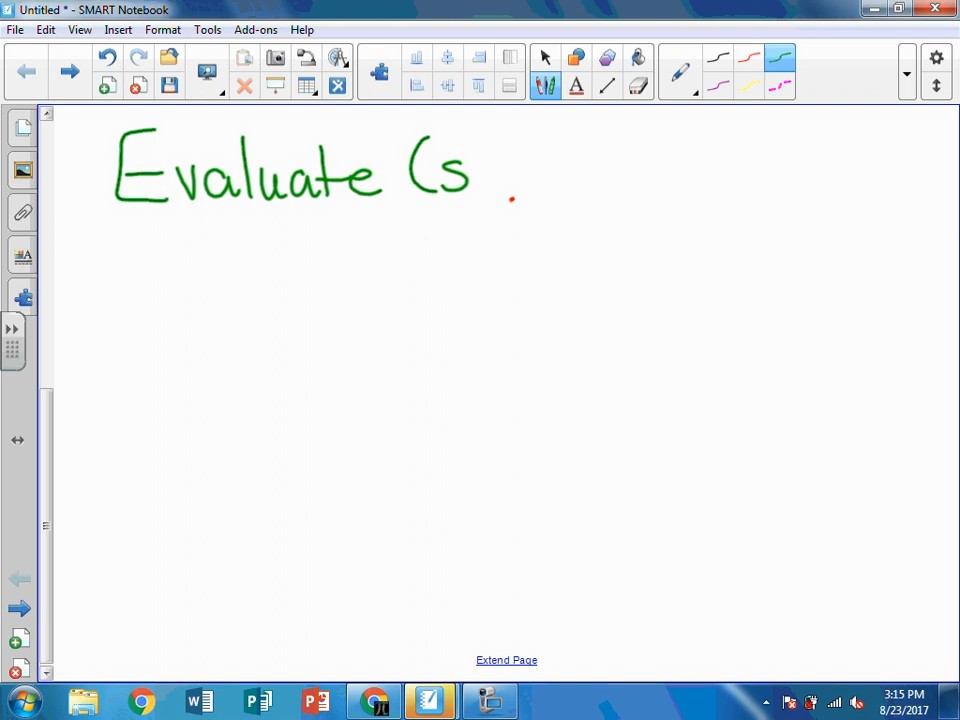 Untitled * - SMART Notebook
File Edit View Insert Format Tools Add-ons Help
Evaluate (s
Extend Page
3:15 PM
8/23/2017